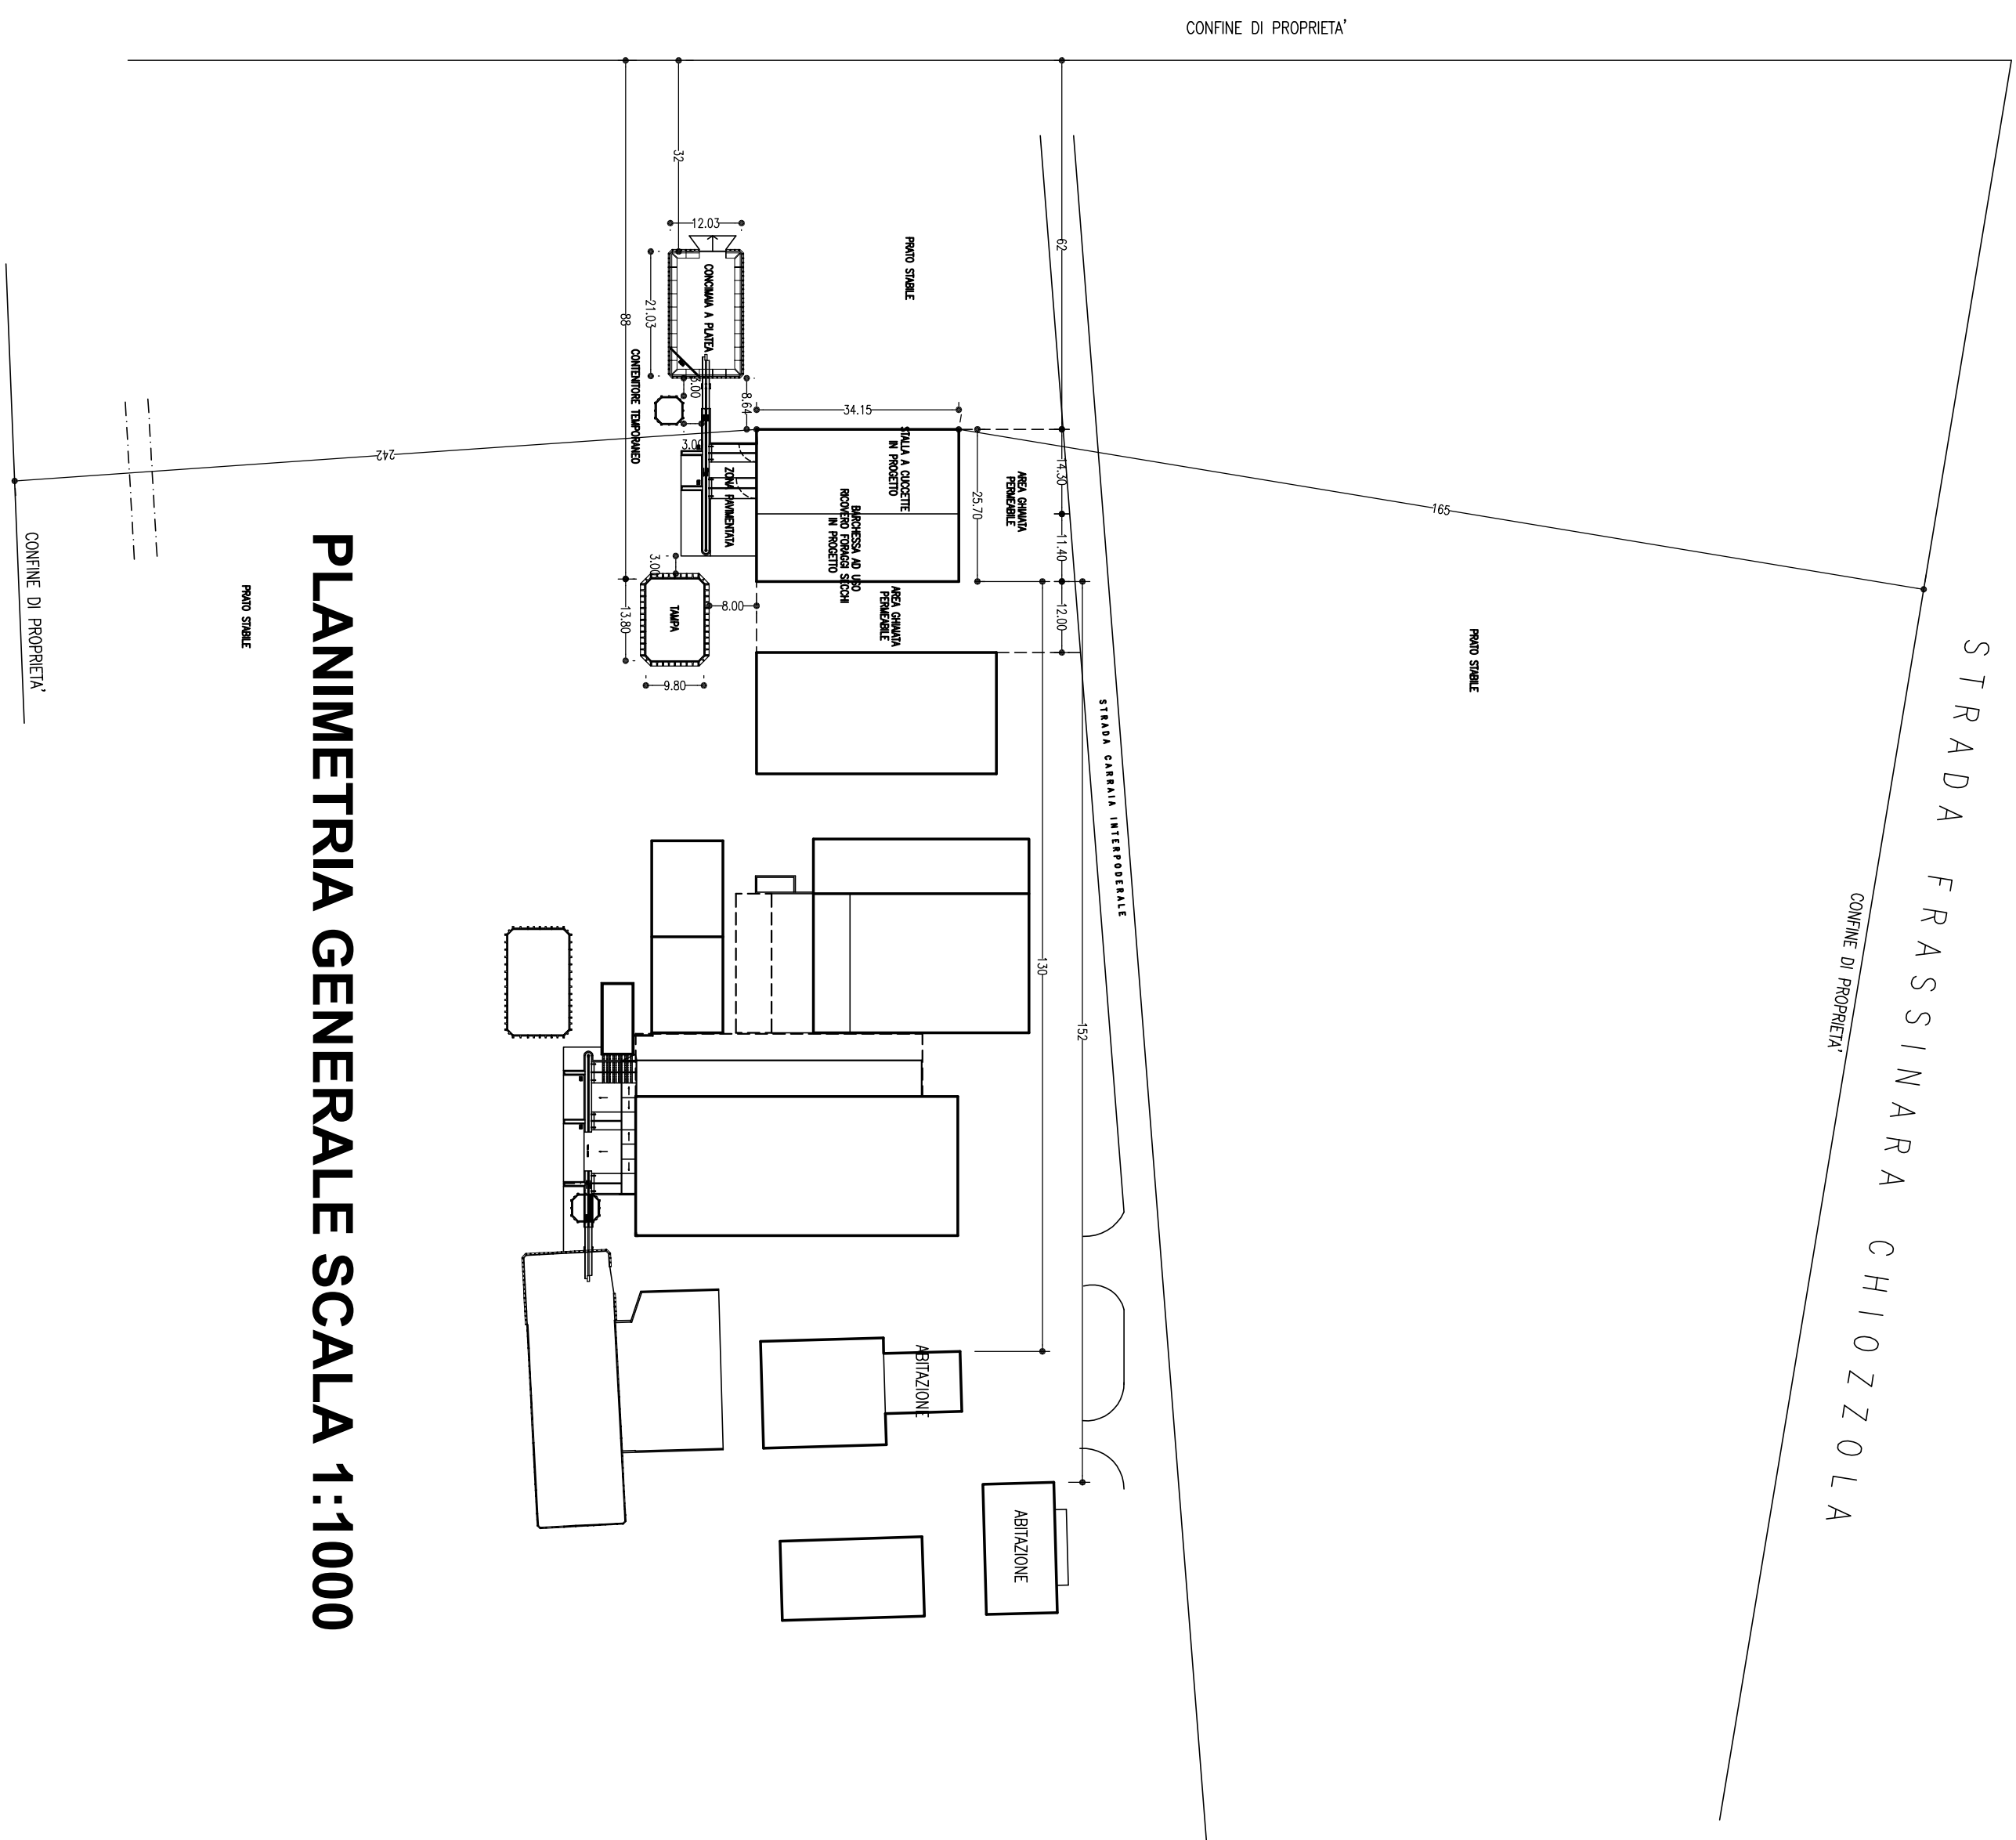 CONFINE DI PROPRIETA'
32
62
12.03
PRATO STABILE
CONCIMAIA A PLATEA
21.03
88
CONTENITORE TEMPORANEO
3.00
8.64
34.15
3.00
242
STALLA A CUCCETTE
IN PROGETTO
ZONA PAVIMENTATA
BARCHESSA AD USO
RICOVERO FORAGGI SECCHI
IN PROGETTO
25.70
AREA GHIAIATA
PERMEABILE
14.30
11.40
165
CONFINE DI PROPRIETA'
PRATO STABILE
3.00
TAMPA
13.80
8.00
9.80
AREA GHIAIATA
PERMEABILE
12.00
PRATO STABILE
STRADA CARRAIA INTERPODERALE
STRADA FRASSINARA CHIOZZOLA
CONFINE DI PROPRIETA'
130
152
ABITAZIONE
ABITAZIONE
PLANIMETRIA GENERALE SCALA 1:1000